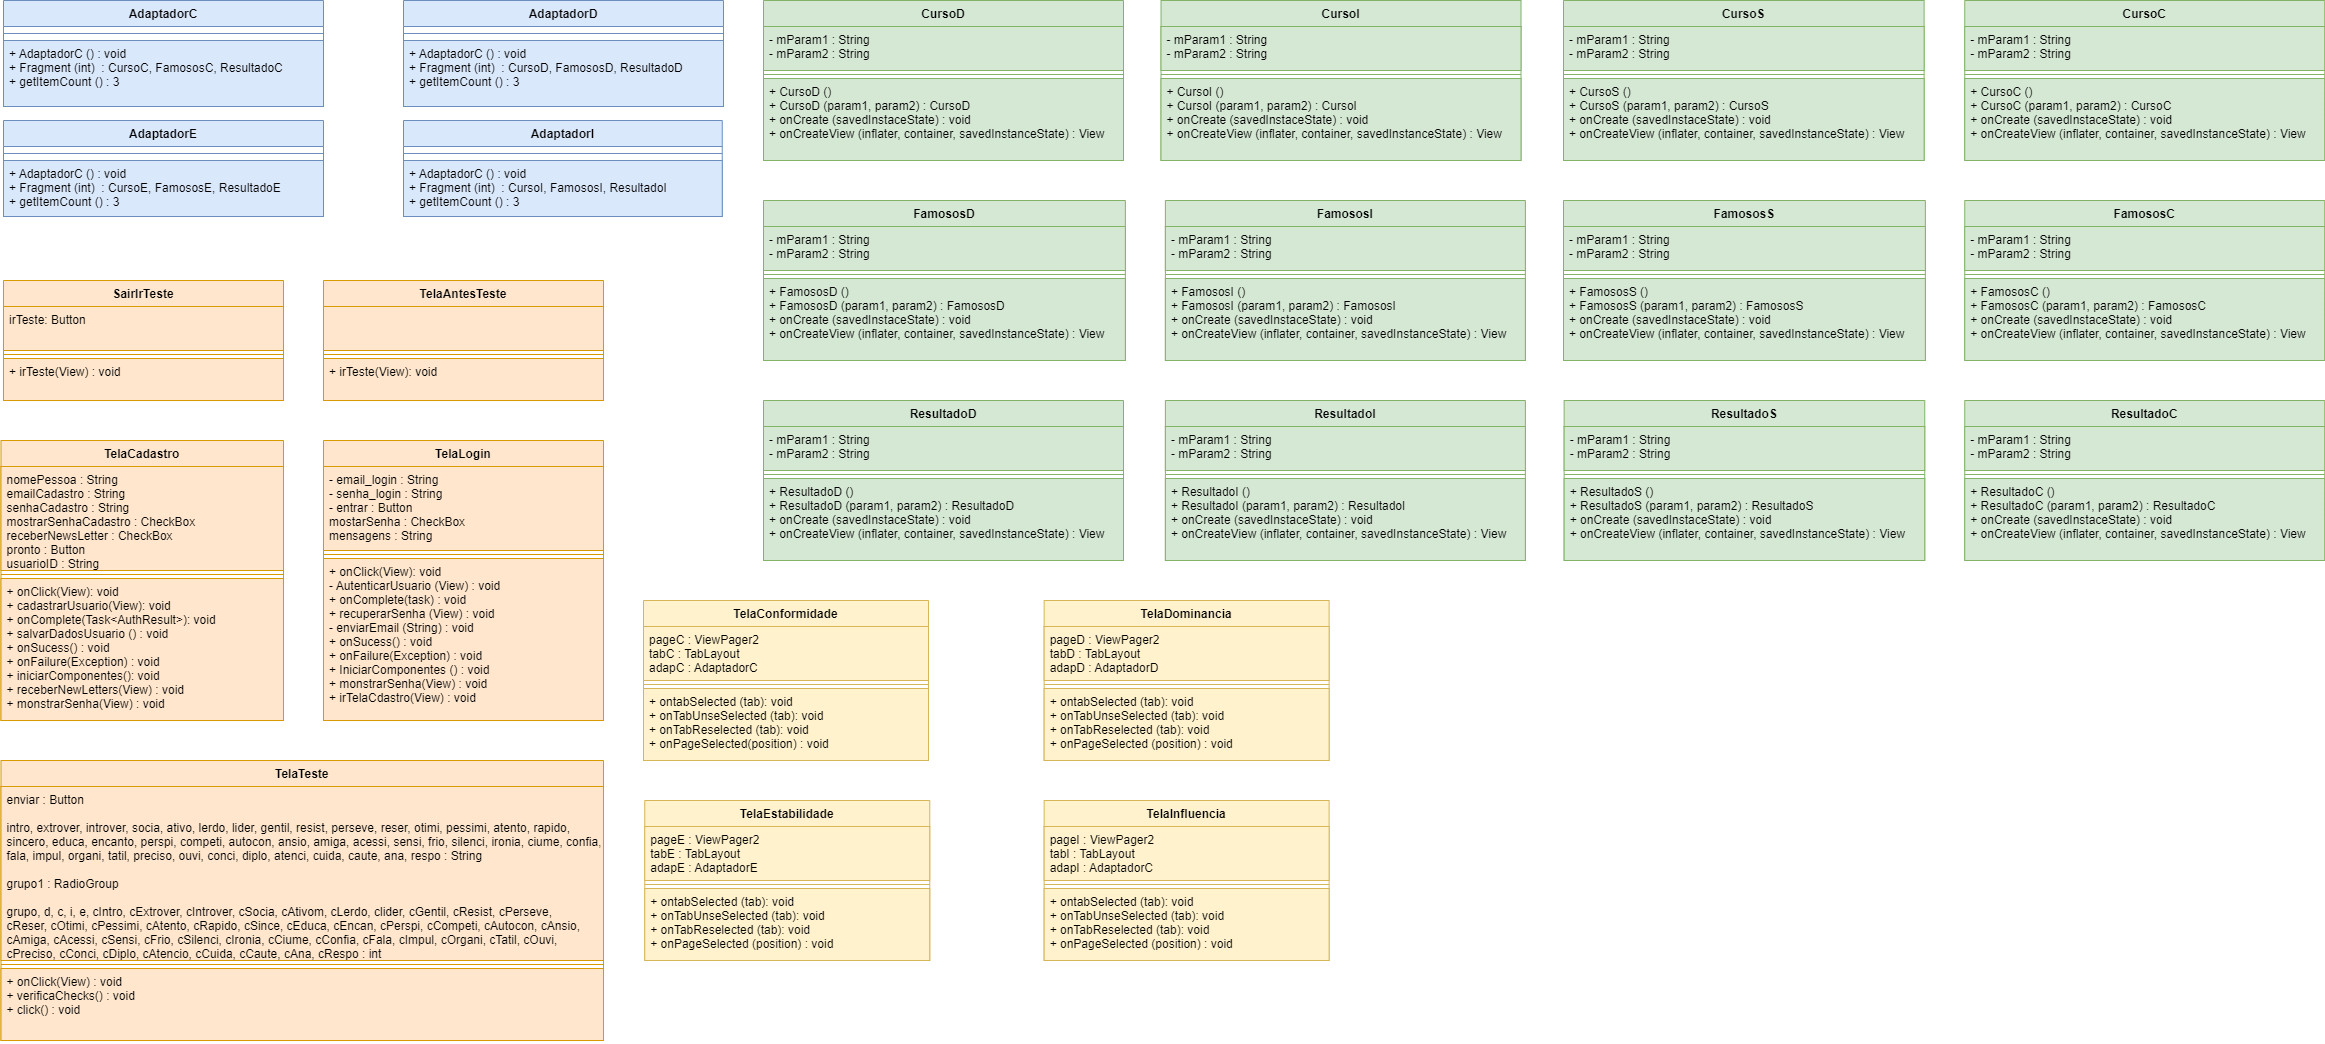 AdaptadorC
+ AdaptadorC () : void
+ Fragment (int)  : CursoC, FamososC, ResultadoC
+ getItemCount () : 3
AdaptadorD
+ AdaptadorC () : void
+ Fragment (int)  : CursoD, FamososD, ResultadoD
+ getItemCount () : 3
AdaptadorE
+ AdaptadorC () : void
+ Fragment (int)  : CursoE, FamososE, ResultadoE
+ getItemCount () : 3
AdaptadorI
+ AdaptadorC () : void
+ Fragment (int)  : CursoI, FamososI, ResultadoI
+ getItemCount () : 3
CursoD
- mParam1 : String
- mParam2 : String
+ CursoD ()
+ CursoD (param1, param2) : CursoD
+ onCreate (savedInstaceState) : void
+ onCreateView (inflater, container, savedInstanceState) : View
CursoI
- mParam1 : String
- mParam2 : String
+ CursoI ()
+ CursoI (param1, param2) : CursoI
+ onCreate (savedInstaceState) : void
+ onCreateView (inflater, container, savedInstanceState) : View
CursoS
- mParam1 : String
- mParam2 : String
+ CursoS ()
+ CursoS (param1, param2) : CursoS
+ onCreate (savedInstaceState) : void
+ onCreateView (inflater, container, savedInstanceState) : View
CursoC
- mParam1 : String
- mParam2 : String
+ CursoC ()
+ CursoC (param1, param2) : CursoC
+ onCreate (savedInstaceState) : void
+ onCreateView (inflater, container, savedInstanceState) : View
FamososD
- mParam1 : String
- mParam2 : String
+ FamososD ()
+ FamososD (param1, param2) : FamososD
+ onCreate (savedInstaceState) : void
+ onCreateView (inflater, container, savedInstanceState) : View
FamososI
- mParam1 : String
- mParam2 : String
+ FamososI ()
+ FamososI (param1, param2) : FamososI
+ onCreate (savedInstaceState) : void
+ onCreateView (inflater, container, savedInstanceState) : View
FamososS
- mParam1 : String
- mParam2 : String
+ FamososS ()
+ FamososS (param1, param2) : FamososS
+ onCreate (savedInstaceState) : void
+ onCreateView (inflater, container, savedInstanceState) : View
FamososC
- mParam1 : String
- mParam2 : String
+ FamososC ()
+ FamososC (param1, param2) : FamososC
+ onCreate (savedInstaceState) : void
+ onCreateView (inflater, container, savedInstanceState) : View
SairIrTeste
irTeste: Button
+ irTeste(View) : void
TelaAntesTeste
+ irTeste(View): void
ResultadoD
- mParam1 : String
- mParam2 : String
+ ResultadoD ()
+ ResultadoD (param1, param2) : ResultadoD
+ onCreate (savedInstaceState) : void
+ onCreateView (inflater, container, savedInstanceState) : View
ResultadoI
- mParam1 : String
- mParam2 : String
+ ResultadoI ()
+ ResultadoI (param1, param2) : ResultadoI
+ onCreate (savedInstaceState) : void
+ onCreateView (inflater, container, savedInstanceState) : View
ResultadoS
- mParam1 : String
- mParam2 : String
+ ResultadoS ()
+ ResultadoS (param1, param2) : ResultadoS
+ onCreate (savedInstaceState) : void
+ onCreateView (inflater, container, savedInstanceState) : View
ResultadoC
- mParam1 : String
- mParam2 : String
+ ResultadoC ()
+ ResultadoC (param1, param2) : ResultadoC
+ onCreate (savedInstaceState) : void
+ onCreateView (inflater, container, savedInstanceState) : View
TelaCadastro
nomePessoa : String
emailCadastro : String
senhaCadastro : String
mostrarSenhaCadastro : CheckBox
receberNewsLetter : CheckBox
pronto : Button
usuarioID : String
+ onClick(View): void
+ cadastrarUsuario(View): void
+ onComplete(Task<AuthResult>): void
+ salvarDadosUsuario () : void
+ onSucess() : void
+ onFailure(Exception) : void
+ iniciarComponentes(): void
+ receberNewLetters(View) : void
+ monstrarSenha(View) : void
TelaLogin
- email_login : String
- senha_login : String
- entrar : Button
mostarSenha : CheckBox
mensagens : String
+ onClick(View): void
- AutenticarUsuario (View) : void
+ onComplete(task) : void
+ recuperarSenha (View) : void
- enviarEmail (String) : void
+ onSucess() : void
+ onFailure(Exception) : void
+ IniciarComponentes () : void
+ monstrarSenha(View) : void
+ irTelaCdastro(View) : void
TelaConformidade
pageC : ViewPager2
tabC : TabLayout
adapC : AdaptadorC
+ ontabSelected (tab): void
+ onTabUnseSelected (tab): void
+ onTabReselected (tab): void
+ onPageSelected(position) : void
TelaDominancia
pageD : ViewPager2
tabD : TabLayout
adapD : AdaptadorD
+ ontabSelected (tab): void
+ onTabUnseSelected (tab): void
+ onTabReselected (tab): void
+ onPageSelected (position) : void
TelaTeste
enviar : Button
intro, extrover, introver, socia, ativo, lerdo, lider, gentil, resist, perseve, reser, otimi, pessimi, atento, rapido,
sincero, educa, encanto, perspi, competi, autocon, ansio, amiga, acessi, sensi, frio, silenci, ironia, ciume, confia,
fala, impul, organi, tatil, preciso, ouvi, conci, diplo, atenci, cuida, caute, ana, respo : String
grupo1 : RadioGroup
grupo, d, c, i, e, cIntro, cExtrover, cIntrover, cSocia, cAtivom, cLerdo, clider, cGentil, cResist, cPerseve,
cReser, cOtimi, cPessimi, cAtento, cRapido, cSince, cEduca, cEncan, cPerspi, cCompeti, cAutocon, cAnsio,
cAmiga, cAcessi, cSensi, cFrio, cSilenci, cIronia, cCiume, cConfia, cFala, cImpul, cOrgani, cTatil, cOuvi,
cPreciso, cConci, cDiplo, cAtencio, cCuida, cCaute, cAna, cRespo : int
+ onClick(View) : void
+ verificaChecks() : void
+ click() : void
TelaEstabilidade
pageE : ViewPager2
tabE : TabLayout
adapE : AdaptadorE
+ ontabSelected (tab): void
+ onTabUnseSelected (tab): void
+ onTabReselected (tab): void
+ onPageSelected (position) : void
TelaInfluencia
pageI : ViewPager2
tabI : TabLayout
adapI : AdaptadorC
+ ontabSelected (tab): void
+ onTabUnseSelected (tab): void
+ onTabReselected (tab): void
+ onPageSelected (position) : void